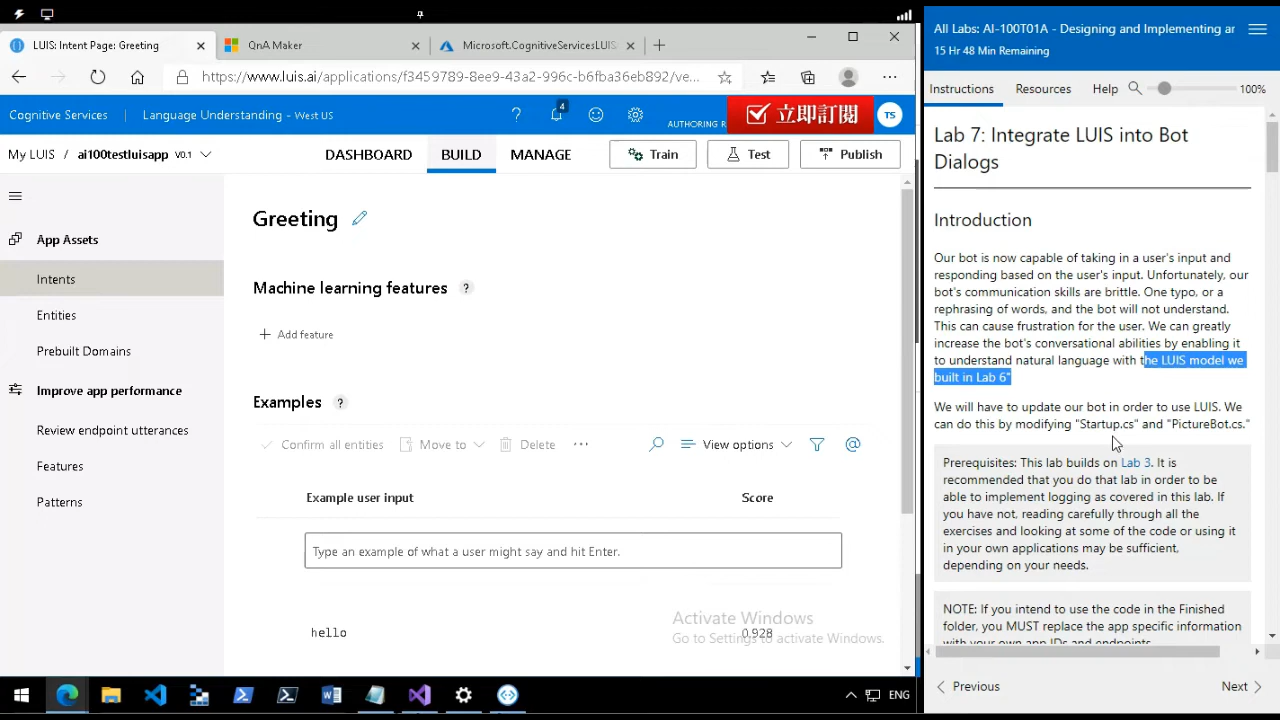 LUIS: Intent Page: Greeting
QnA Maker
Microsoft.CognitiveServicesLUIS
https://www.luis.ai/applications/f3459789-8ee9-43a2-996c-b6fba36eb892/ve...
Cognitive Services
Language Understanding - West US
?
4
AUTHORING R
立即訂閱
TS
My LUIS / ai100testluisapp V0.1
DASHBOARD
BUILD
MANAGE
Train
Test
Publish
App Assets
Intents
Entities
Prebuilt Domains
Improve app performance
Review endpoint utterances
Features
Patterns
Greeting
Machine learning features ?
Add feature
Examples ?
Confirm all entities
Move to
Delete
...
View options
@
Example user input
Score
Type an example of what a user might say and hit Enter.
hello
0.928
Activate Windows
Go to Settings to activate Windows.
ENG
All Labs: AI-100T01A - Designing and Implementing ar
15 Hr 48 Min Remaining
Instructions
Resources
Help
100%
Lab 7: Integrate LUIS into Bot
Dialogs
Introduction
Our bot is now capable of taking in a user's input and
responding based on the user's input. Unfortunately, our
bot's communication skills are brittle. One typo, or a
rephrasing of words, and the bot will not understand.
This can cause frustration for the user. We can greatly
increase the bot's conversational abilities by enabling it
to understand natural language with the LUIS model we
built in Lab 6"
We will have to update our bot in order to use LUIS. We
can do this by modifying "Startup.cs" and "PictureBot.cs."
Prerequisites: This lab builds on Lab 3. It is
recommended that you do that lab in order to be
able to implement logging as covered in this lab. If
you have not, reading carefully through all the
exercises and looking at some of the code or using it
in your own applications may be sufficient,
depending on your needs.
NOTE: If you intend to use the code in the Finished
folder, you MUST replace the app specific information
with your own app IDs and endpoints.
Previous
Next